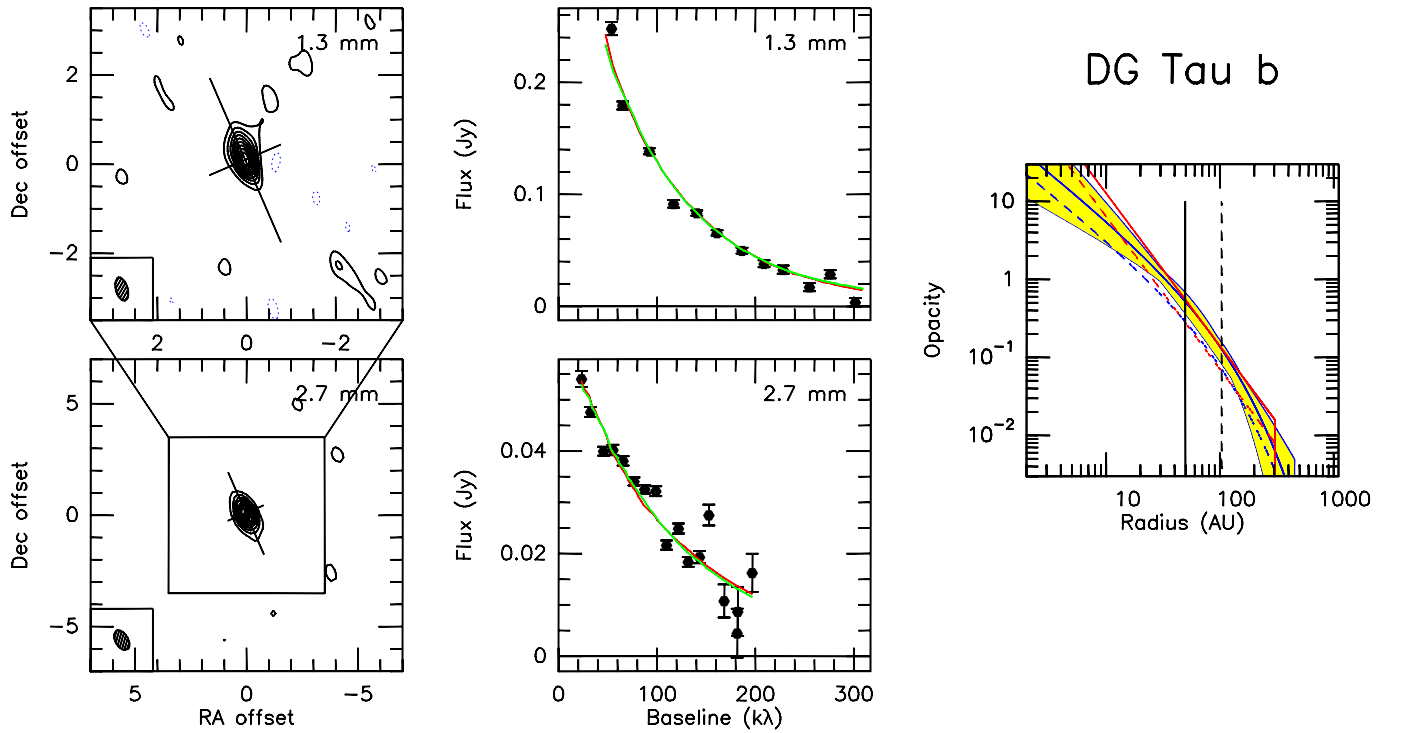 DG Tau b
1.3 mm
2
0
−2
Dec offset
2
0
−2
2.7 mm
5
0
−5
Dec offset
5
0
−5
RA offset
1.3 mm
0.2
0.1
0
Flux (Jy)
2.7 mm
0.04
0.02
0
Flux (Jy)
0
100
200
300
Baseline (kλ)
10
1
10⁻¹
10⁻²
Opacity
10
100
1000
Radius (AU)